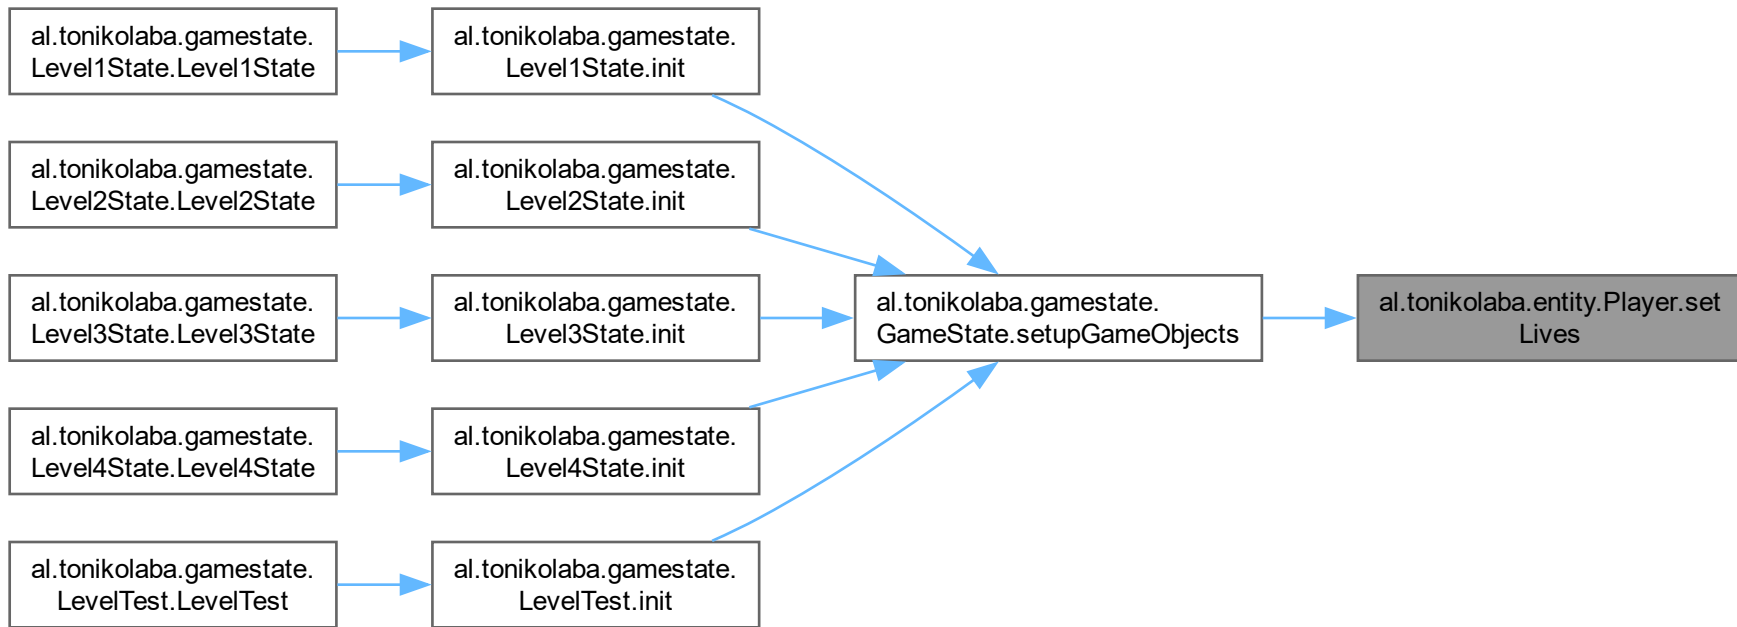 al.tonikolaba.gamestate.
Level1State.Level1State
al.tonikolaba.gamestate.
Level1State.init
al.tonikolaba.gamestate.
Level2State.Level2State
al.tonikolaba.gamestate.
Level2State.init
al.tonikolaba.gamestate.
Level3State.Level3State
al.tonikolaba.gamestate.
Level3State.init
al.tonikolaba.gamestate.
GameState.setupGameObjects
al.tonikolaba.entity.Player.set
Lives
al.tonikolaba.gamestate.
Level4State.Level4State
al.tonikolaba.gamestate.
Level4State.init
al.tonikolaba.gamestate.
LevelTest.LevelTest
al.tonikolaba.gamestate.
LevelTest.init